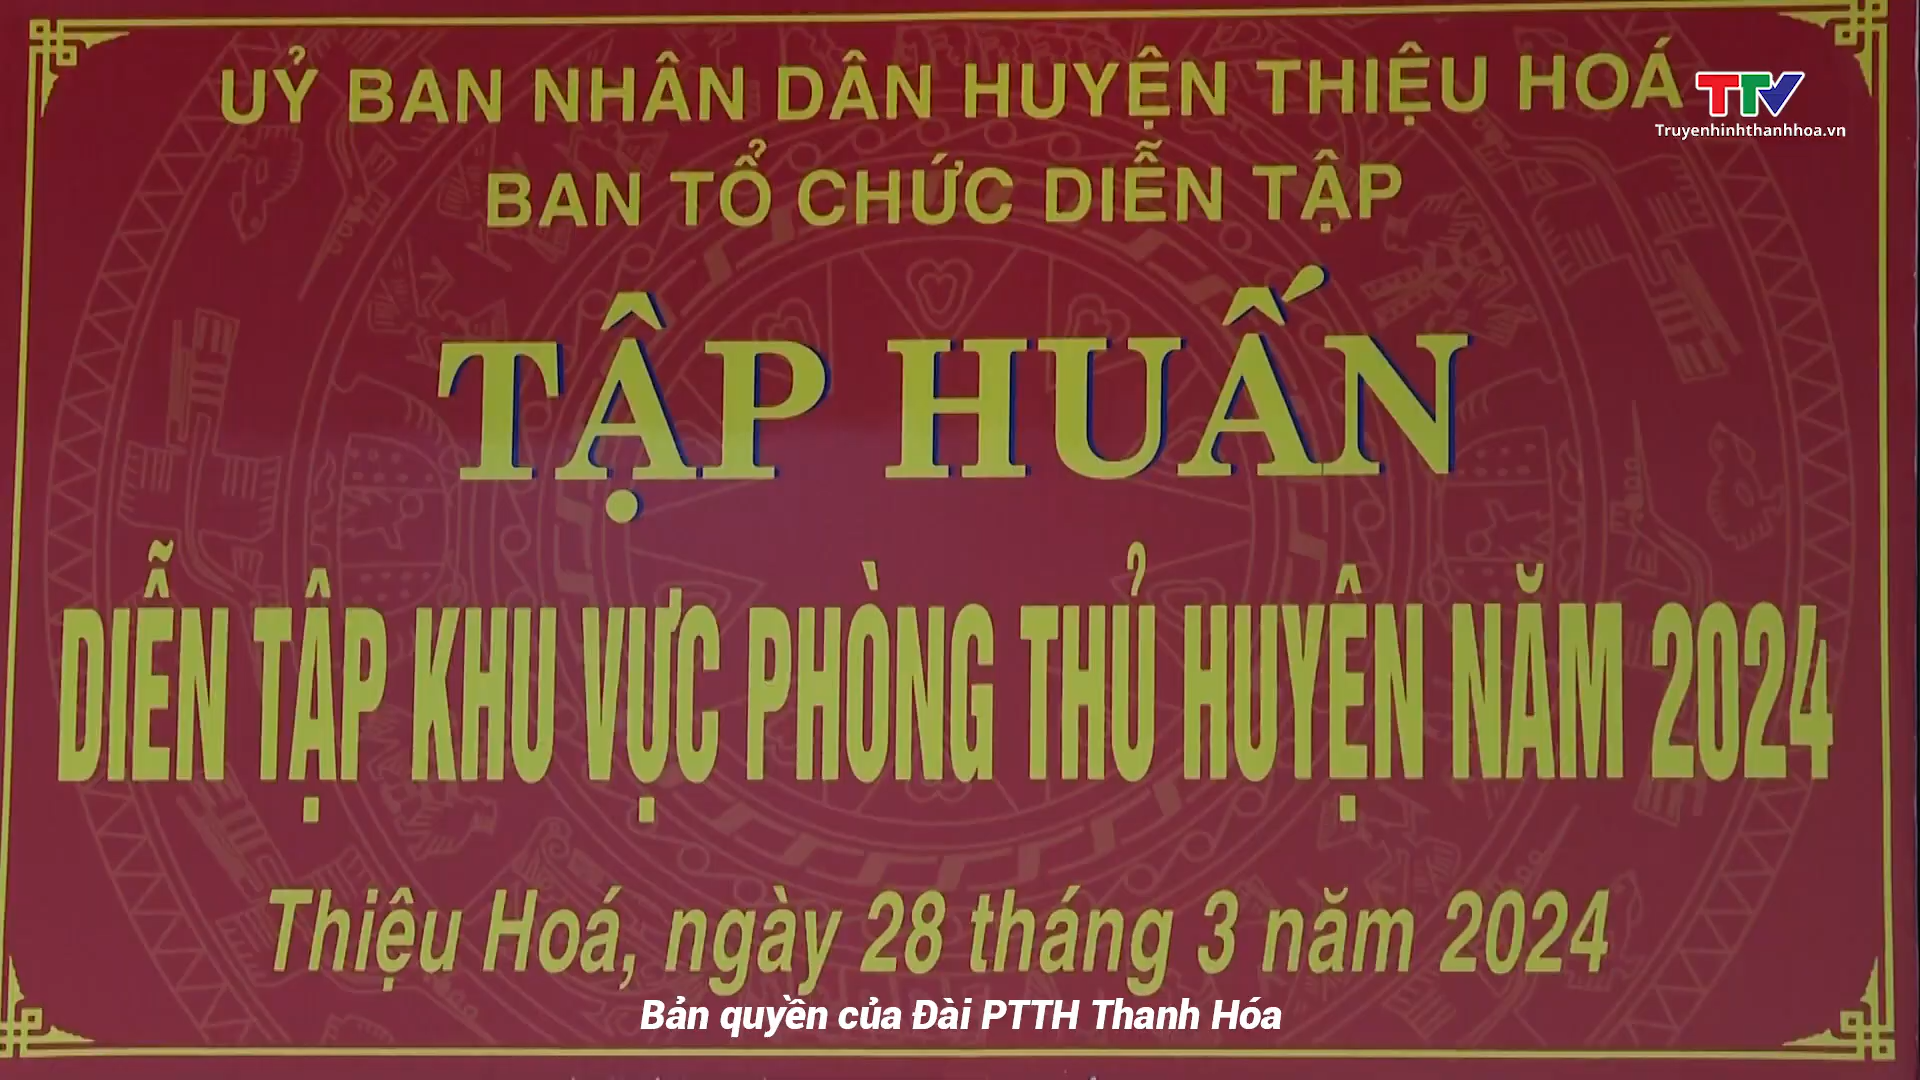 UỶ BAN NHÂN DÂN HUYỆN THIỆU HOÁ
TTV
Truyenhinhthanhhoa.vn
BAN TỔ CHỨC DIỄN TẬP
TẬP HUẤN
DIỄN TẬP KHU VỰC PHÒNG THỦ HUYỆN NĂM 2024
Thiệu Hoá, ngày 28 tháng 3 năm 2024
Bản quyền của Đài PTTH Thanh Hóa